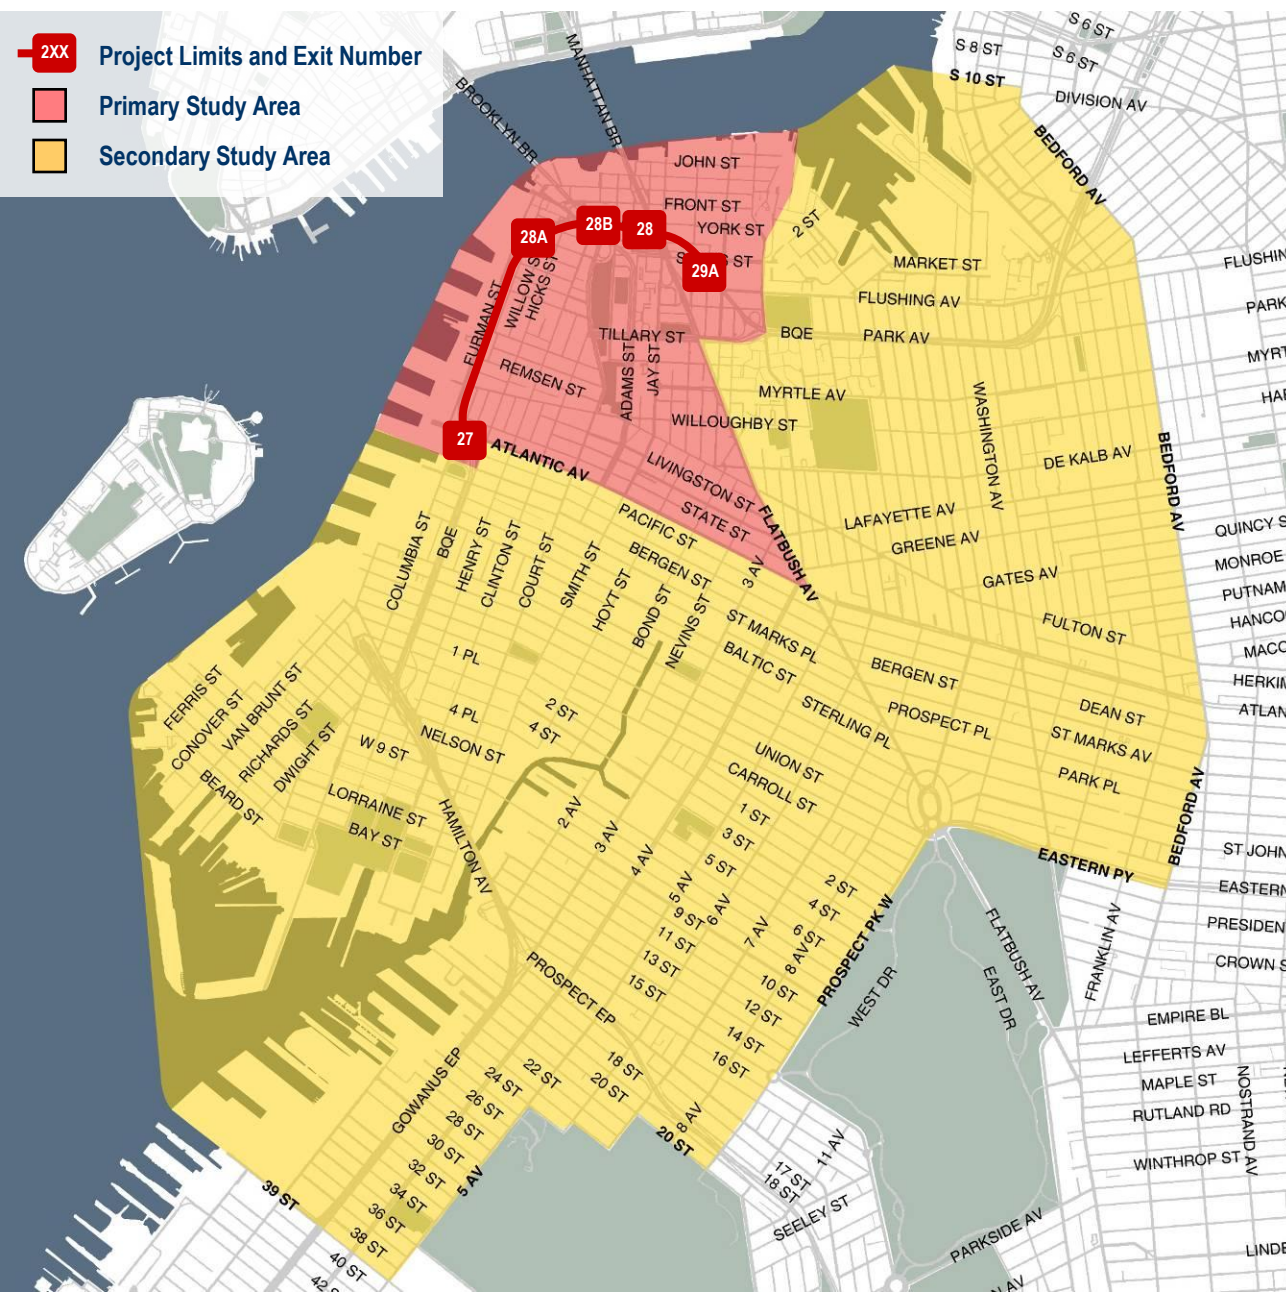 2XX
Project Limits and Exit Number
Primary Study Area
Secondary Study Area
S 6 ST
S 8 ST
S 6 ST
S 10 ST
DIVISION AV
MANHATTAN BR
BROOKLYN BR
BEDFORD AV
JOHN ST
FRONT ST
YORK ST
2 ST
28A
28B
28
29A
ST
MARKET ST
FLUSHING AV
PARK AV
BQE
WILLOW S
HICKS ST
FURMAN ST
TILLARY ST
ADAMS ST
JAY ST
REMSEN ST
MYRTLE AV
WILLOUGHBY ST
WASHINGTON AV
27
ATLANTIC AV
LIVINGSTON ST
STATE ST
FLATBUSH AV
DE KALB AV
BEDFORD AV
LAFAYETTE AV
GREENE AV
GATES AV
FULTON ST
FLUSHIN
PARK
MYRT
HA
QUINCY S
MONROE
PUTNAM
HANCO
MACO
HERKIM
ATLAN
PACIFIC ST
BERGEN ST
3 AV
COLUMBIA ST
BQE
HENRY ST
CLINTON ST
COURT ST
SMITH ST
HOYT ST
BOND ST
NEVINS ST
ST MARKS PL
BALTIC ST
BERGEN ST
STERLING PL
PROSPECT PL
DEAN ST
ST MARKS AV
PARK PL
1 PL
4 PL
2 ST
4 ST
NELSON ST
W 9 ST
FERRIS ST
CONOVER ST
VAN BRUNT ST
RICHARDS ST
DWIGHT ST
BEARD ST
LORRAINE ST
BAY ST
HAMILTON AV
UNION ST
CARROLL ST
1 ST
3 ST
5 ST
2 AV
3 AV
4 AV
5 AV
6 AV
7 AV
8 AV
9 ST
11 ST
13 ST
15 ST
2 ST
4 ST
6 ST
10 ST
12 ST
14 ST
16 ST
PROSPECT PK W
EASTERN PY
BEDFORD AV
ST JOHN
EASTERN
PRESIDEN
CROWN S
FRANKLIN AV
FLATBUSH AV
WEST DR
EAST DR
EMPIRE BL
LEFFERTS AV
MAPLE ST
RUTLAND RD
WINTHROP ST
NOSTRAND AV
PROSPECT EP
GOWANUS EP
18 ST
20 ST
22 ST
24 ST
26 ST
28 ST
30 ST
32 ST
34 ST
36 ST
38 ST
40 ST
5 AV
8 AV
20 ST
39 ST
11 AV
17 ST
18 ST
SEELEY ST
PARKSIDE AV
LINDE